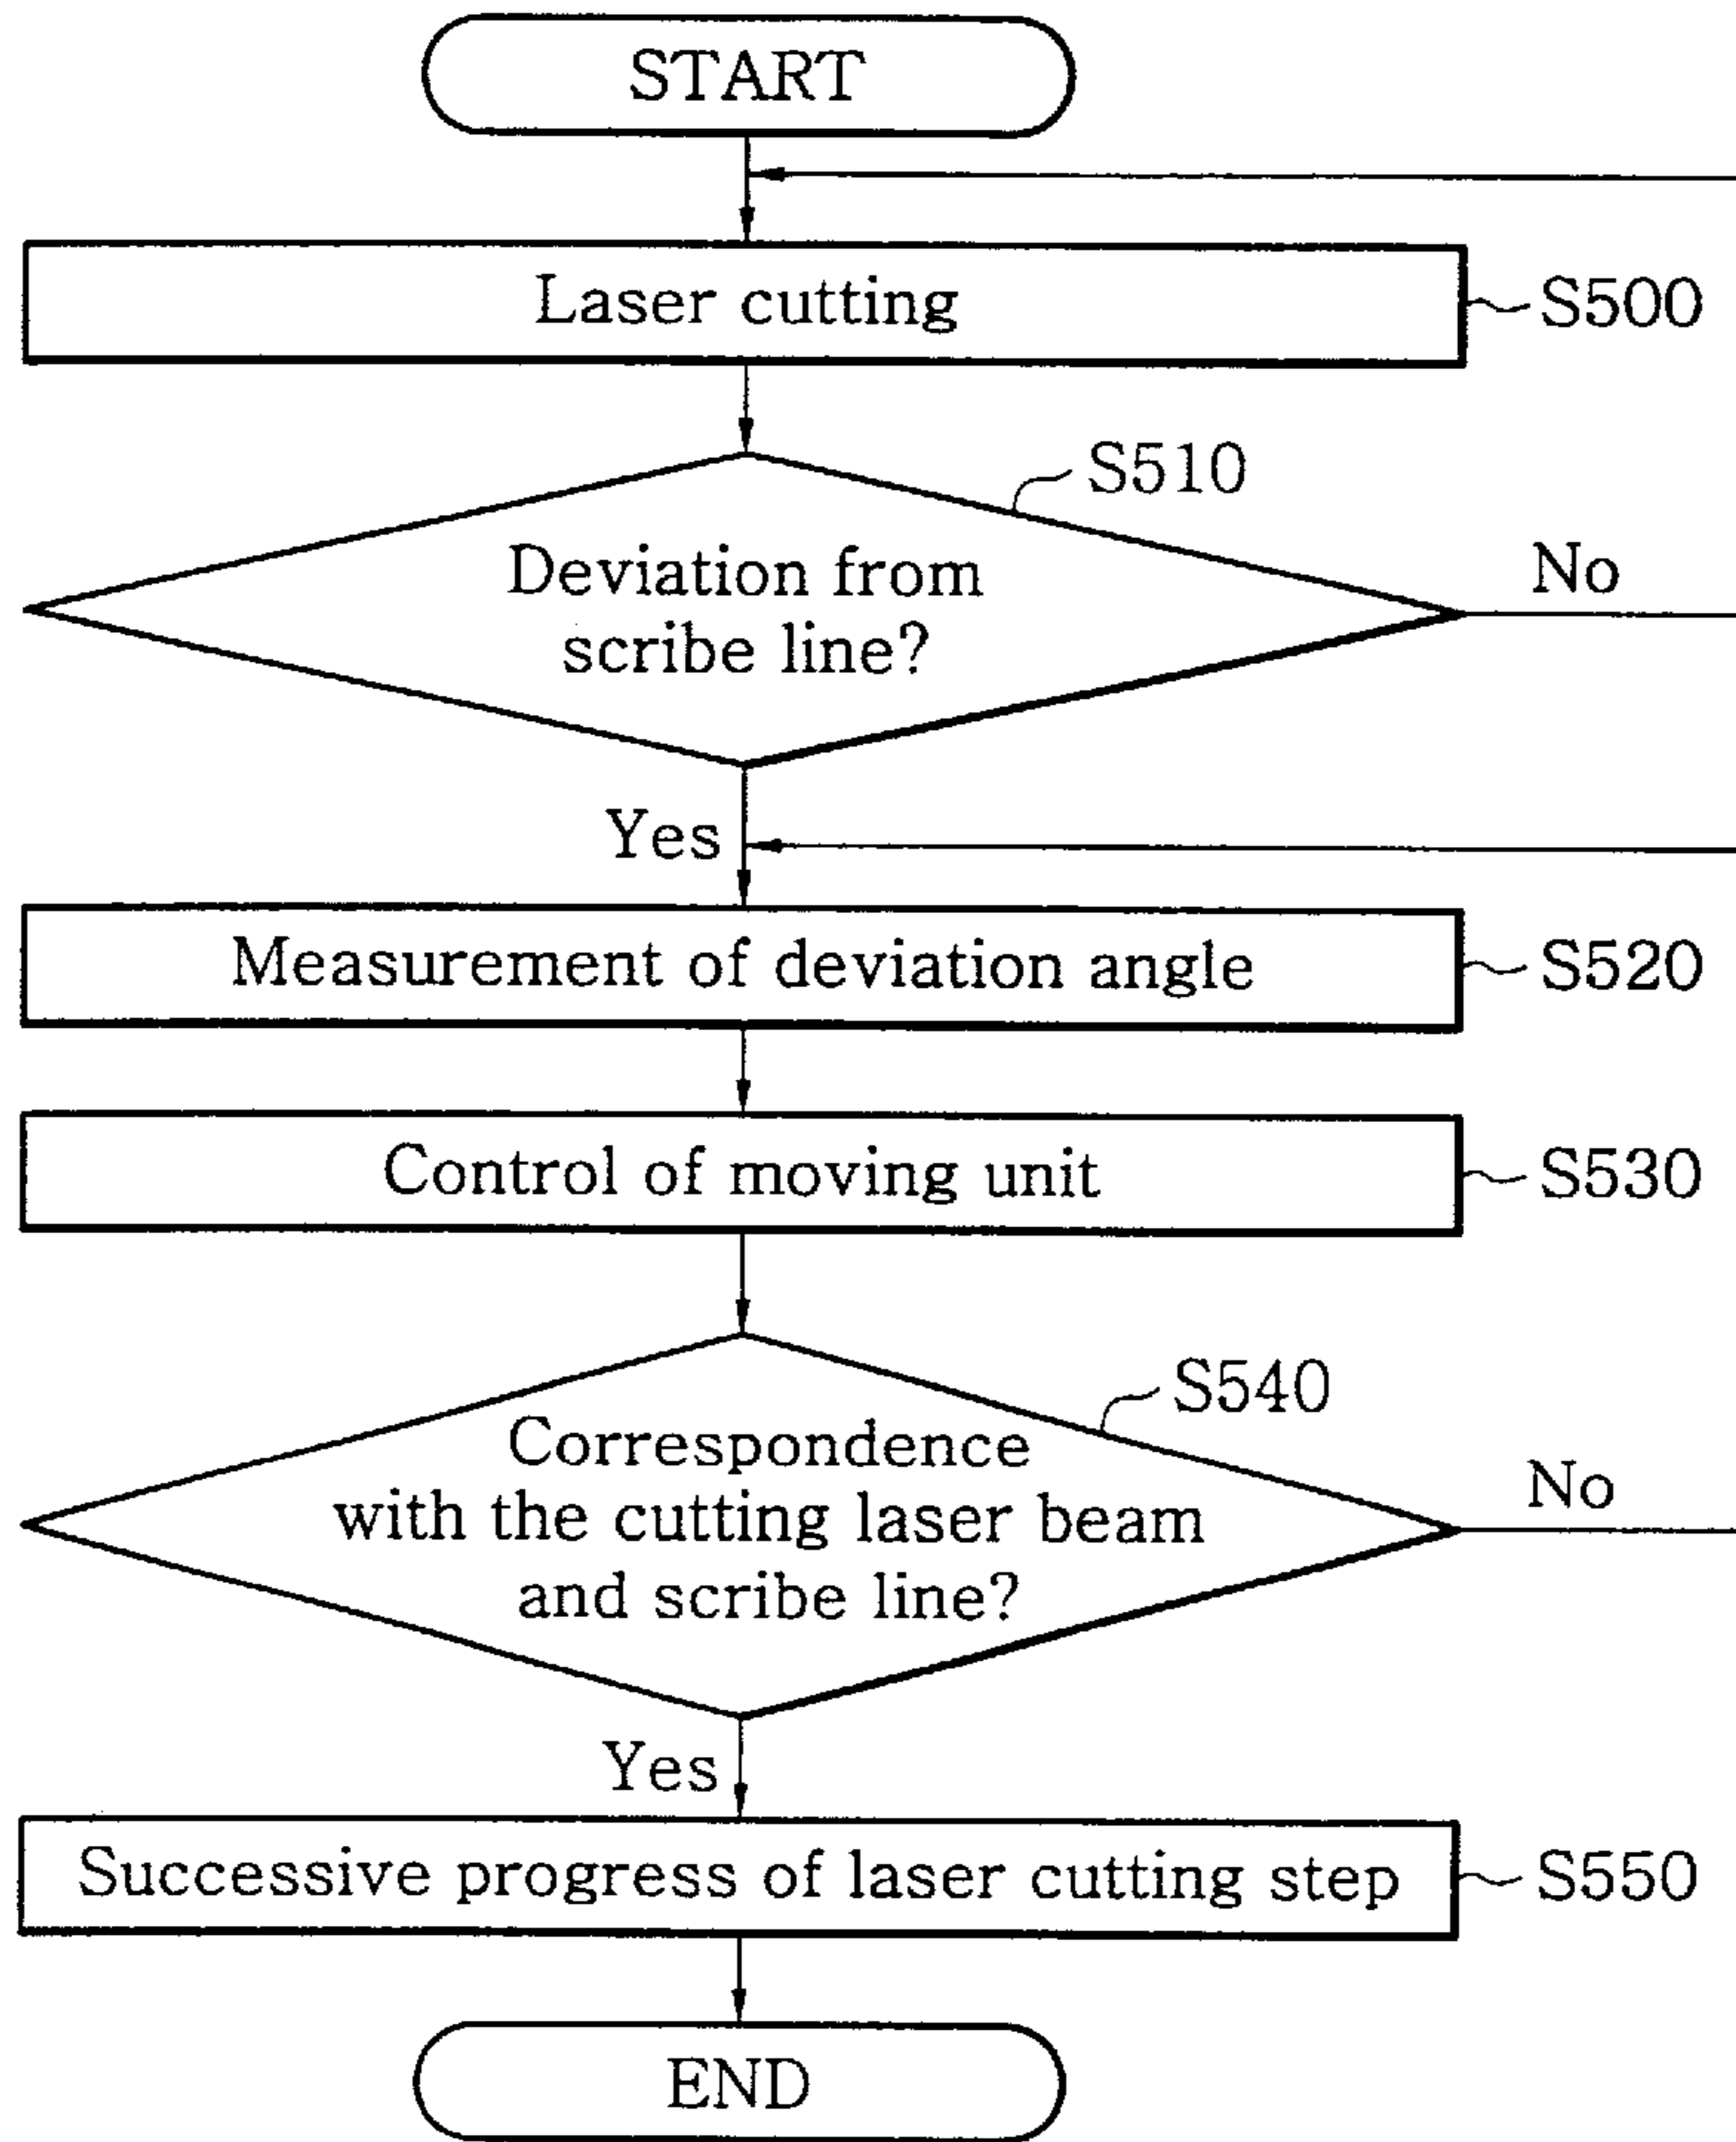 START
Laser cutting
S500
S510
Deviation from
scribe line?
No
Yes
Measurement of deviation angle
S520
Control of moving unit
S530
S540
Correspondence
with the cutting laser beam
and scribe line?
No
Yes
Successive progress of laser cutting step
S550
END